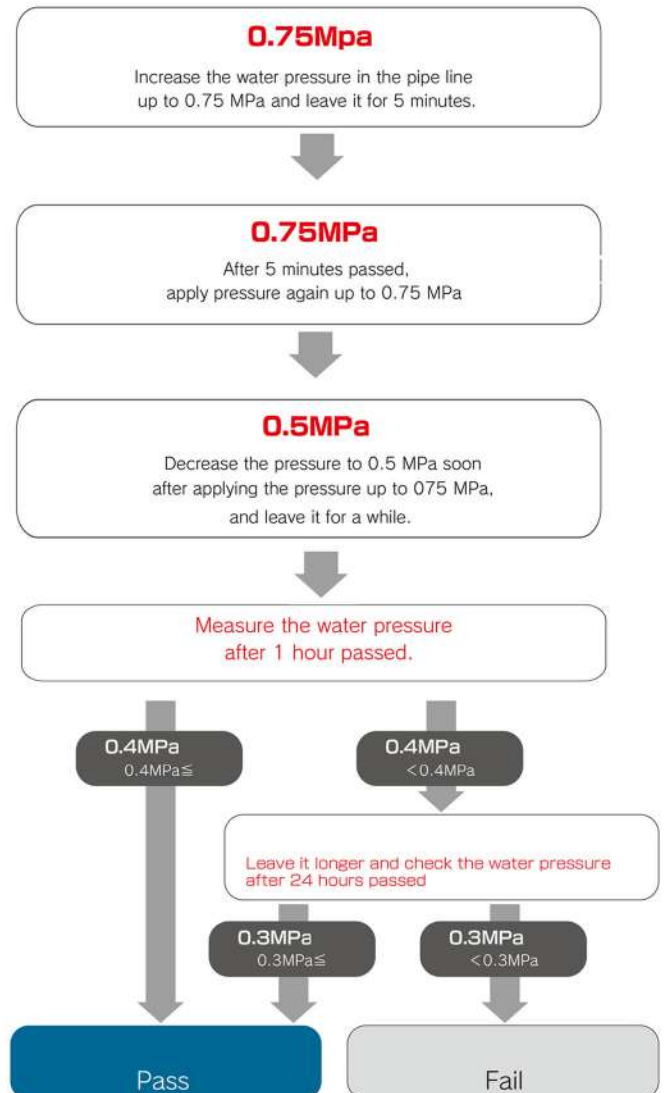 0.75Mpa
Increase the water pressure in the pipe line
up to 0.75 MPa and leave it for 5 minutes.
0.75MPa
After 5 minutes passed,
apply pressure again up to 0.75 MPa
0.5MPa
Decrease the pressure to 0.5 MPa soon
after applying the pressure up to 075 MPa,
and leave it for a while.
Measure the water pressure
after 1 hour passed.
0.4MPa
0.4MPa≦
0.4MPa
<0.4MPa
Leave it longer and check the water pressure
after 24 hours passed
0.3MPa
0.3MPa≦
0.3MPa
<0.3MPa
Pass
Fail